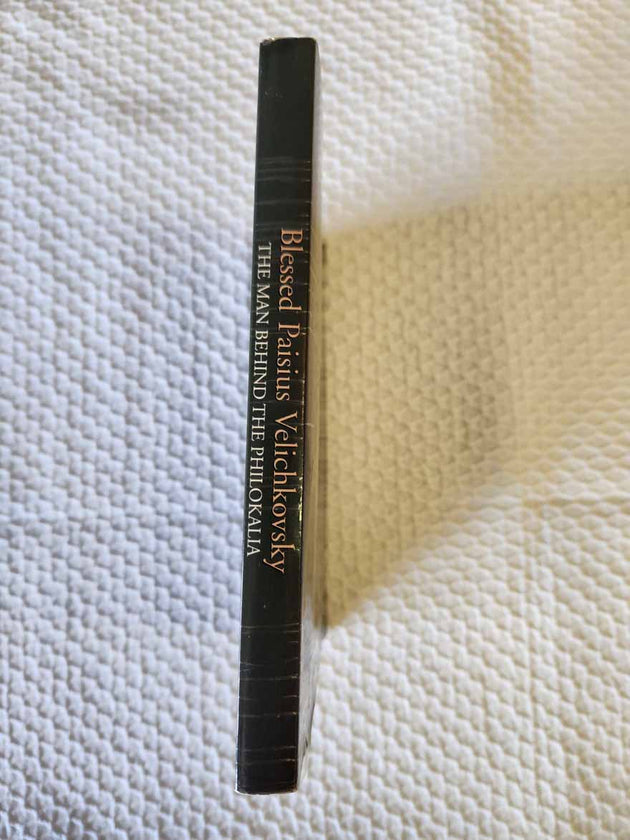 Blessed Paisius Velichkovsky
THE MAN BEHIND THE PHILOKALIA